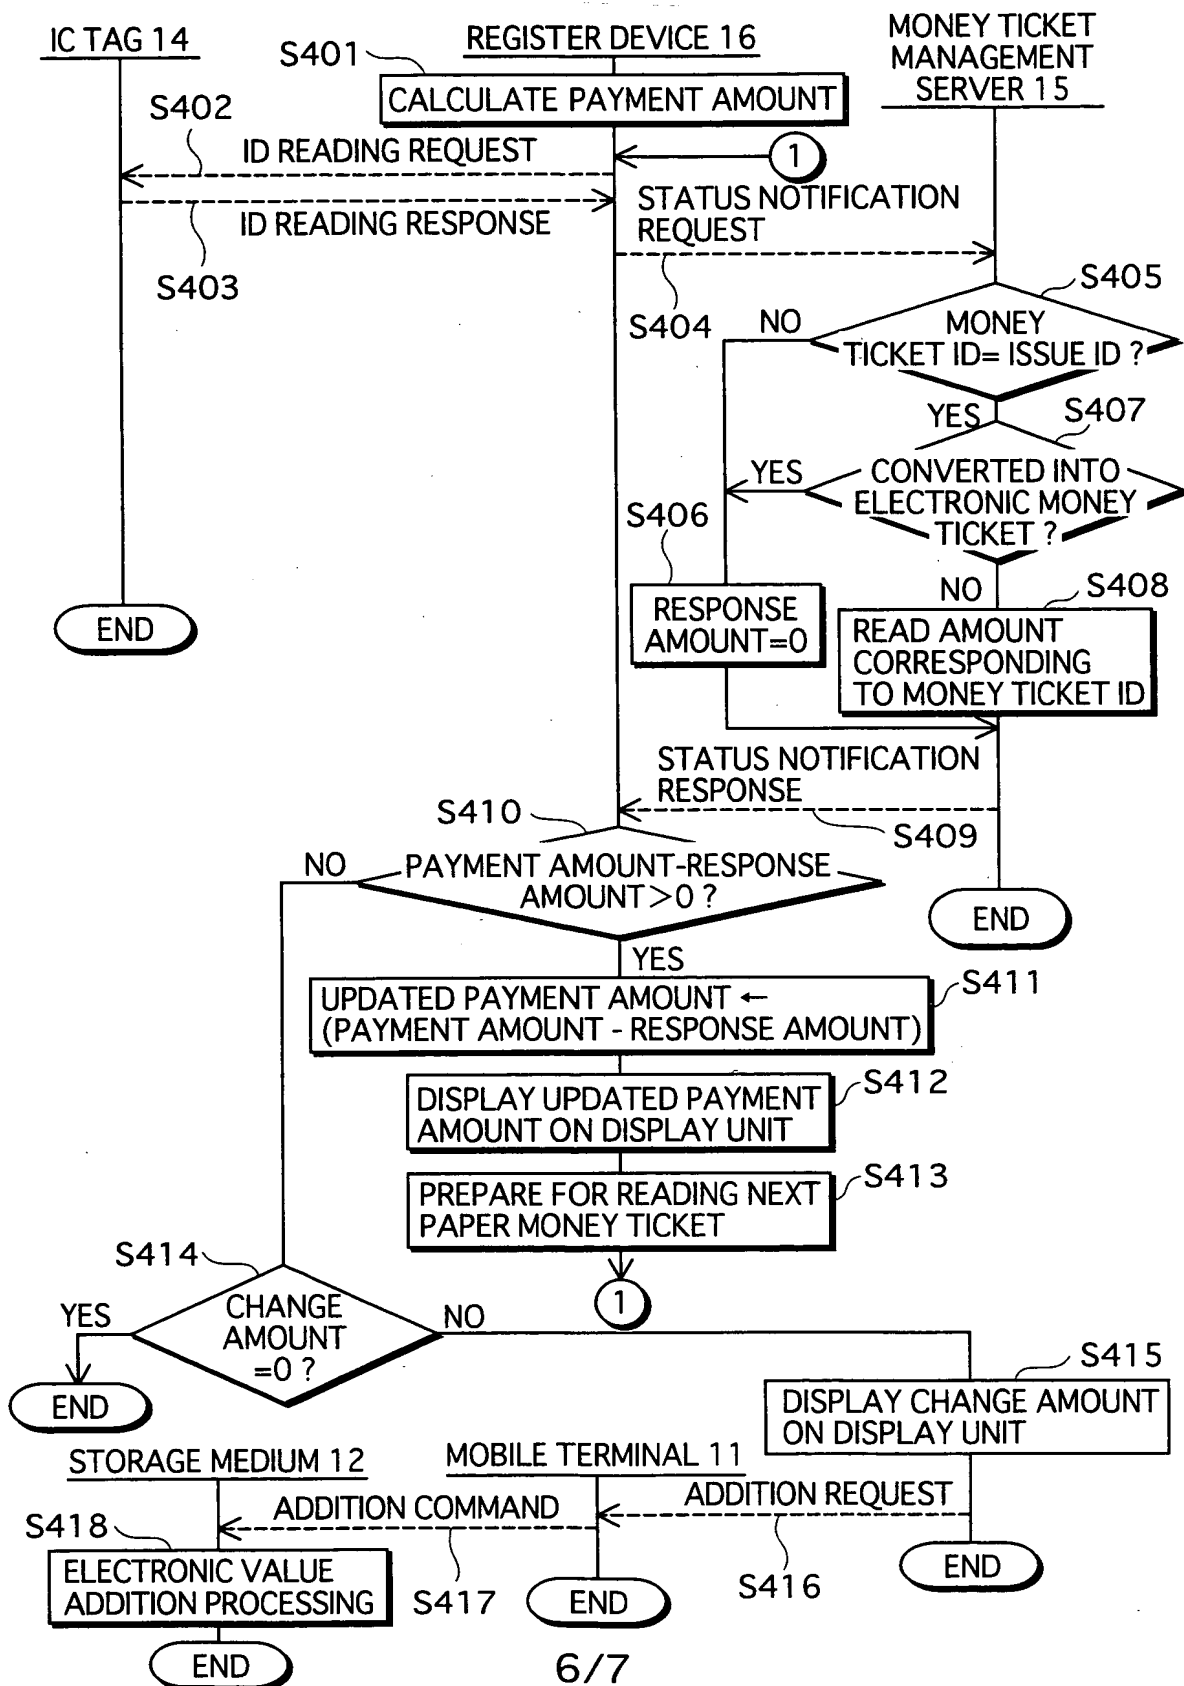 IC TAG 14
REGISTER DEVICE 16
MONEY TICKET
MANAGEMENT
SERVER 15
S401
CALCULATE PAYMENT AMOUNT
S402
ID READING REQUEST
1
ID READING RESPONSE
S403
STATUS NOTIFICATION
REQUEST
S404
S405
MONEY
TICKET ID= ISSUE ID ?
NO
YES
S407
CONVERTED INTO
ELECTRONIC MONEY
TICKET ?
YES
S406
NO
S408
RESPONSE
AMOUNT=0
READ AMOUNT
CORRESPONDING
TO MONEY TICKET ID
END
STATUS NOTIFICATION
RESPONSE
S409
S410
NO
PAYMENT AMOUNT-RESPONSE
AMOUNT>0 ?
END
YES
S411
UPDATED PAYMENT AMOUNT ←
(PAYMENT AMOUNT - RESPONSE AMOUNT)
S412
DISPLAY UPDATED PAYMENT
AMOUNT ON DISPLAY UNIT
S413
PREPARE FOR READING NEXT
PAPER MONEY TICKET
1
S414
YES
CHANGE
AMOUNT
=0 ?
NO
END
S415
DISPLAY CHANGE AMOUNT
ON DISPLAY UNIT
STORAGE MEDIUM 12
MOBILE TERMINAL 11
ADDITION REQUEST
ADDITION COMMAND
S418
ELECTRONIC VALUE
ADDITION PROCESSING
S417
END
S416
END
END
6/7